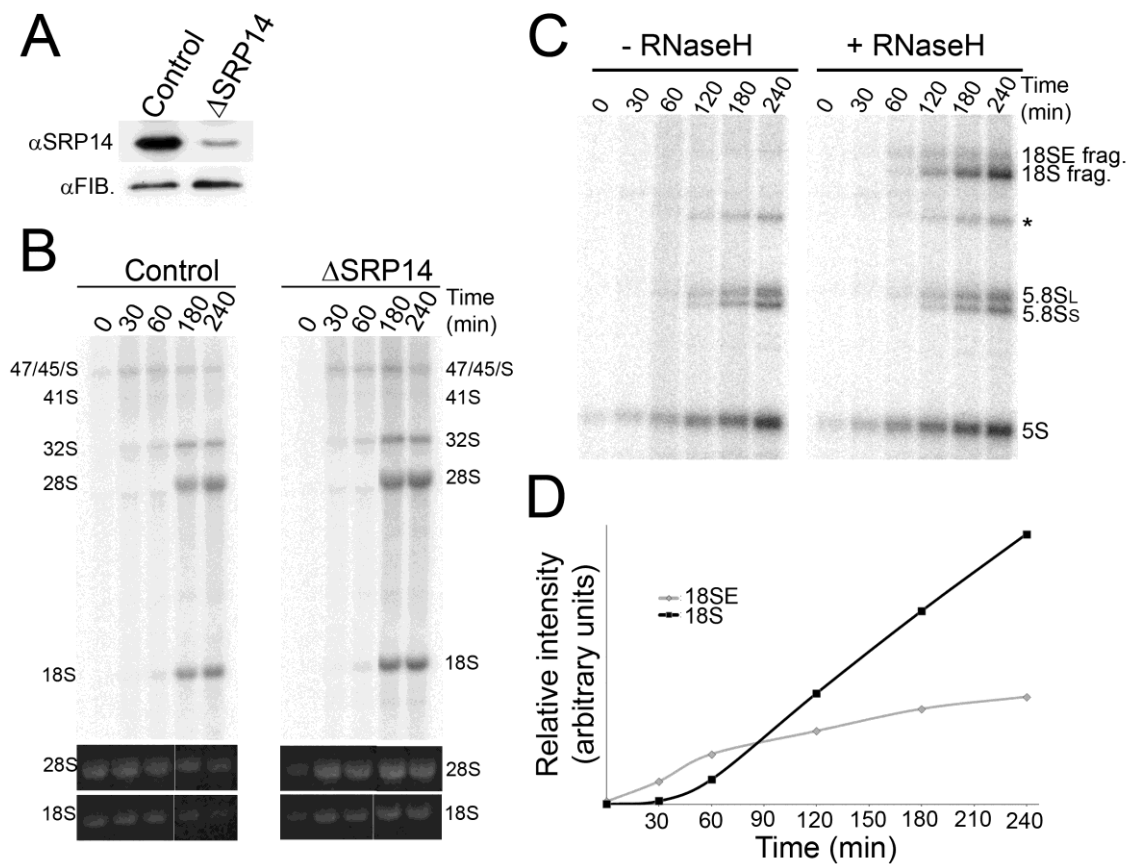 A
Control
ΔSRP14
αSRP14
αFIB.
B
Control
ΔSRP14
0 30 60 180 240
0 30 60 180 240
Time
(min)
47/45/S
41S
32S
28S
18S
47/45/S
41S
32S
28S
18S
28S
18S
28S
18S
C
- RNaseH
+ RNaseH
0 30 60 120 180 240
0 30 60 120 180 240
Time
(min)
18SE frag.
18S frag.
*
5.8SL
5.8SS
5S
D
Relative intensity
(arbitrary units)
18SE
18S
30 60 90 120 150 180 210 240
Time (min)